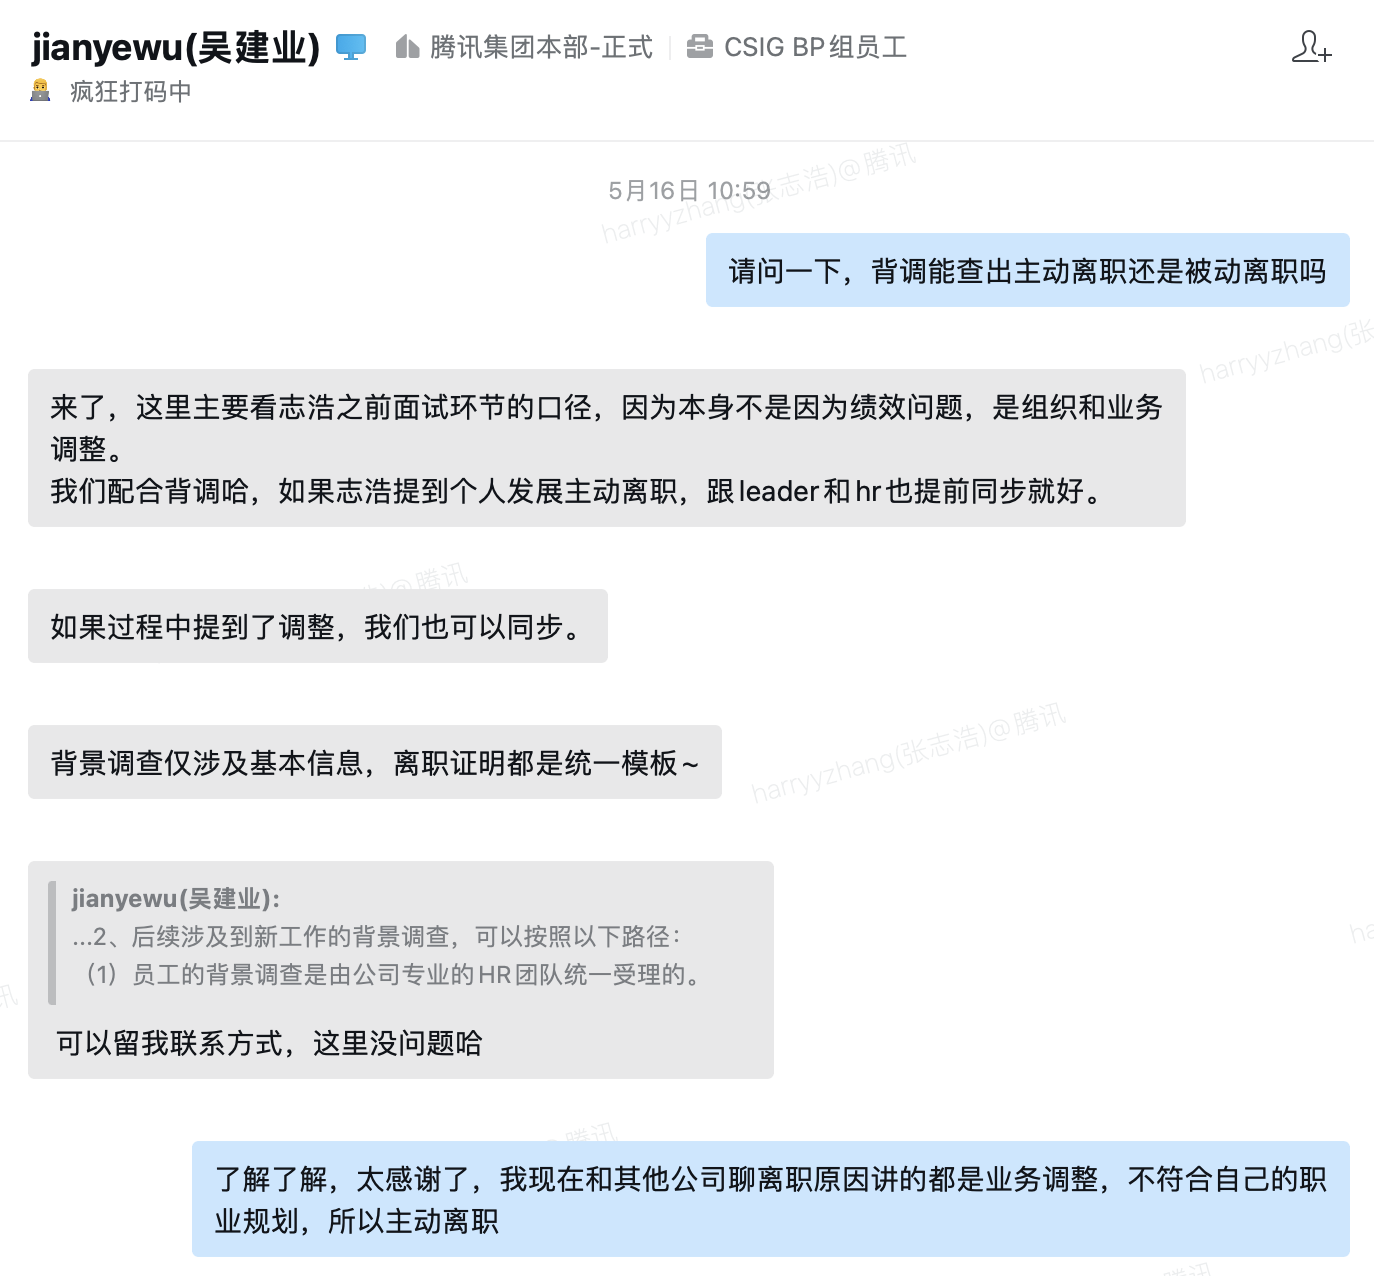 jianyewu(吴建业) 腾讯集团本部-正式 CSIG BP组员工
疯狂打码中
5月16日 10:59
harryyzhang(张志浩)@腾讯
请问一下，背调能查出主动离职还是被动离职吗
harryyzhang(张
来了，这里主要看志浩之前面试环节的口径，因为本身不是因为绩效问题，是组织和业务
调整。
我们配合背调哈，如果志浩提到个人发展主动离职，跟leader和hr也提前同步就好。
@腾讯
如果过程中提到了调整，我们也可以同步。
harryyzhang(张志浩)@腾讯
背景调查仅涉及基本信息，离职证明都是统一模板~
jianyewu(吴建业):
...2、后续涉及到新工作的背景调查，可以按照以下路径：
（1）员工的背景调查是由公司专业的HR团队统一受理的。
ha
讯
可以留我联系方式，这里没问题哈
腾讯
了解了解，太感谢了，我现在和其他公司聊离职原因讲的都是业务调整，不符合自己的职
业规划，所以主动离职
腾讯